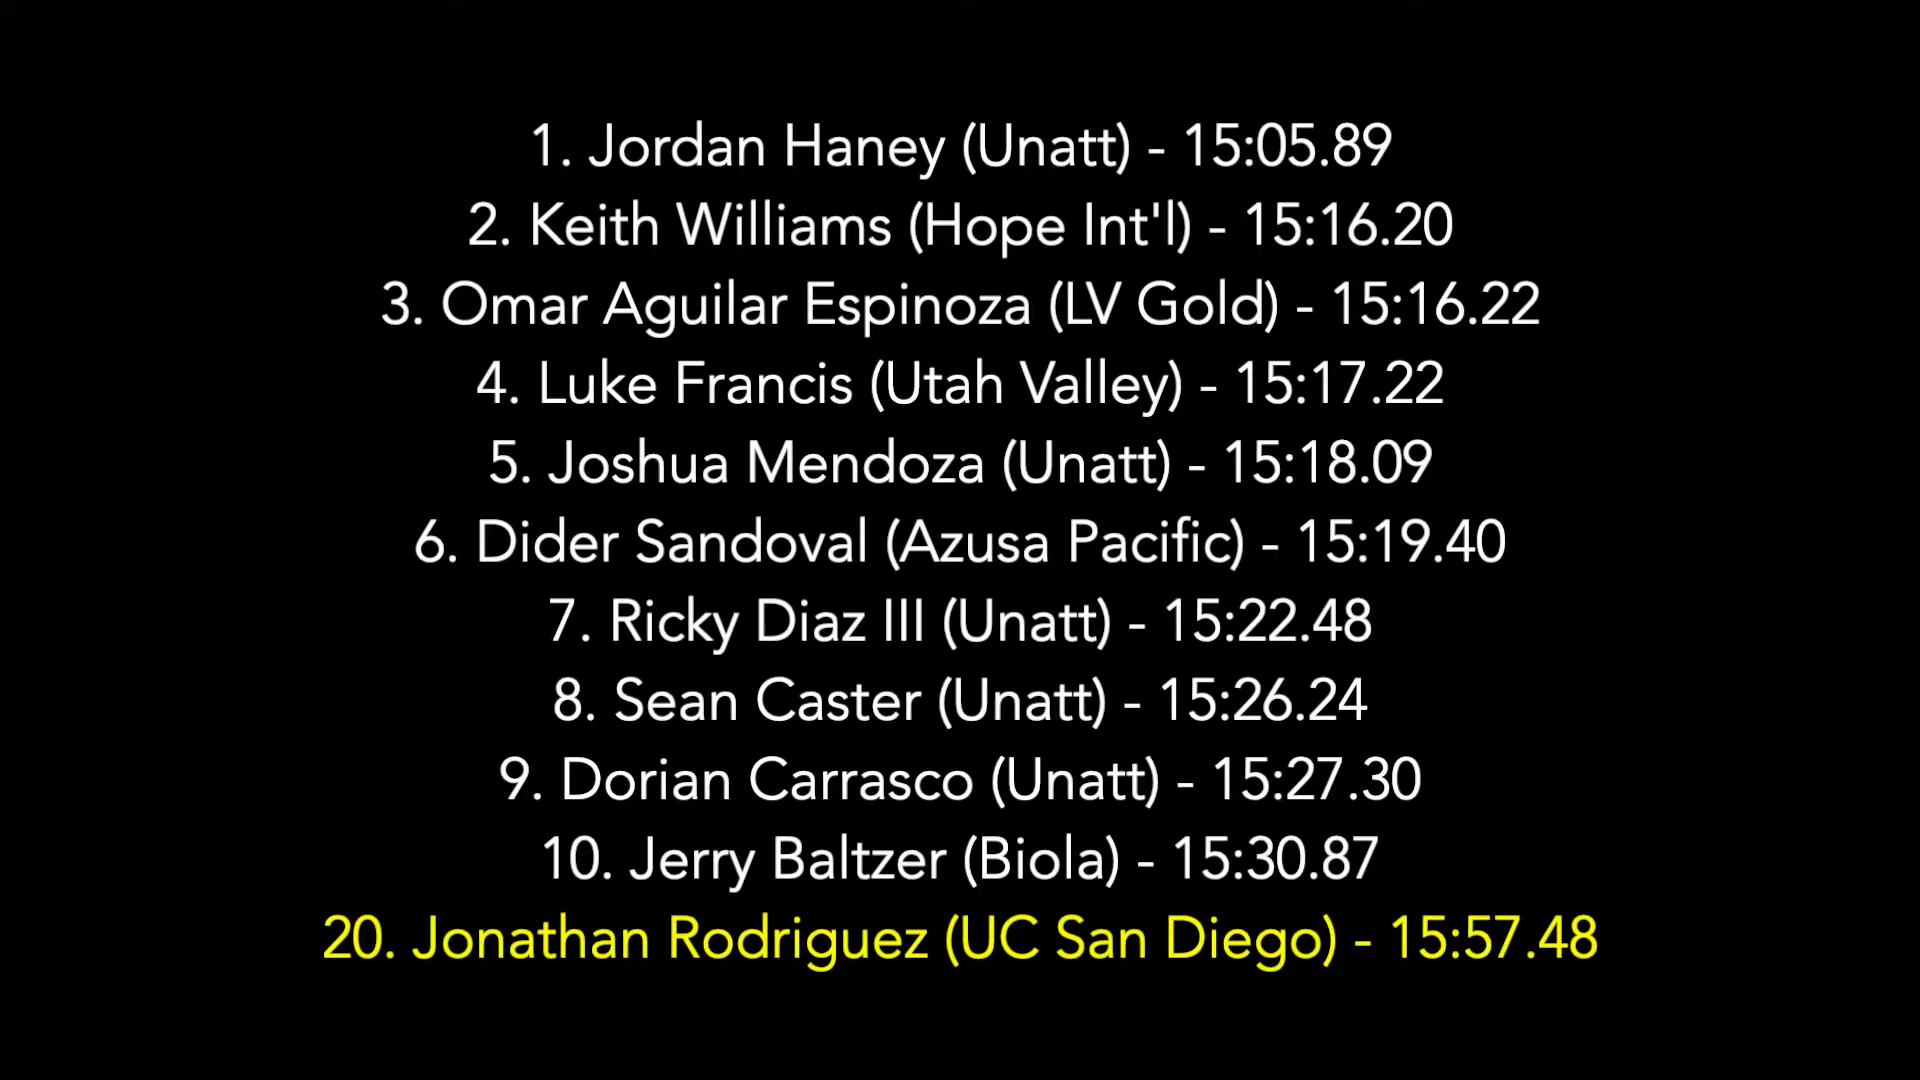 1. Jordan Haney (Unatt) - 15:05.89
2. Keith Williams (Hope Int'l) - 15:16.20
3. Omar Aguilar Espinoza (LV Gold) - 15:16.22
4. Luke Francis (Utah Valley) - 15:17.22
5. Joshua Mendoza (Unatt) - 15:18.09
6. Dider Sandoval (Azusa Pacific) - 15:19.40
7. Ricky Diaz III (Unatt) - 15:22.48
8. Sean Caster (Unatt) - 15:26.24
9. Dorian Carrasco (Unatt) - 15:27.30
10. Jerry Baltzer (Biola) - 15:30.87
20. Jonathan Rodriguez (UC San Diego) - 15:57.48